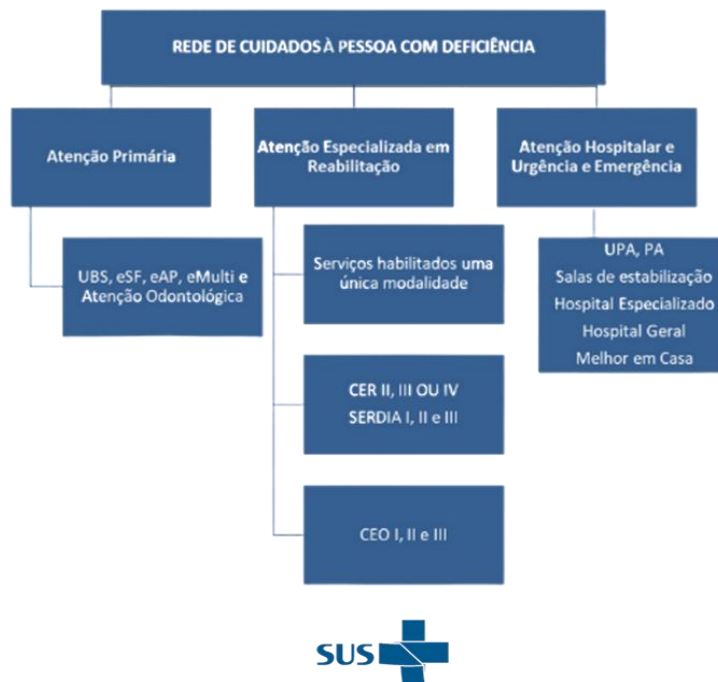 REDE DE CUIDADOS À PESSOA COM DEFICIÊNCIA
Atenção Primária
UBS, eSF, eAP, eMulti e
Atenção Odontológica
Atenção Especializada em
Reabilitação
Serviços habilitados uma
única modalidade
CER II, III OU IV
SERDIA I, II e III
CEO I, II e III
Atenção Hospitalar e
Urgência e Emergência
UPA, PA
Salas de estabilização
Hospital Especializado
Hospital Geral
Melhor em Casa
SUS